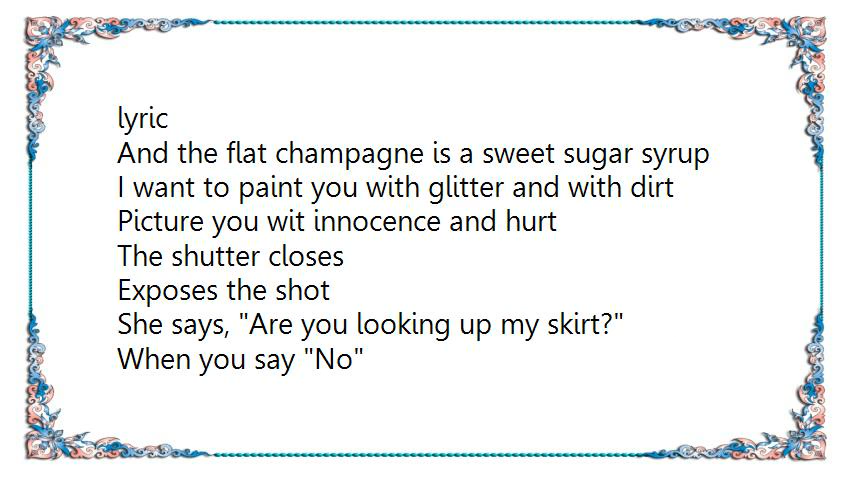 lyric
And the flat champagne is a sweet sugar syrup
I want to paint you with glitter and with dirt
Picture you wit innocence and hurt
The shutter closes
Exposes the shot
She says, "Are you looking up my skirt?"
When you say "No"